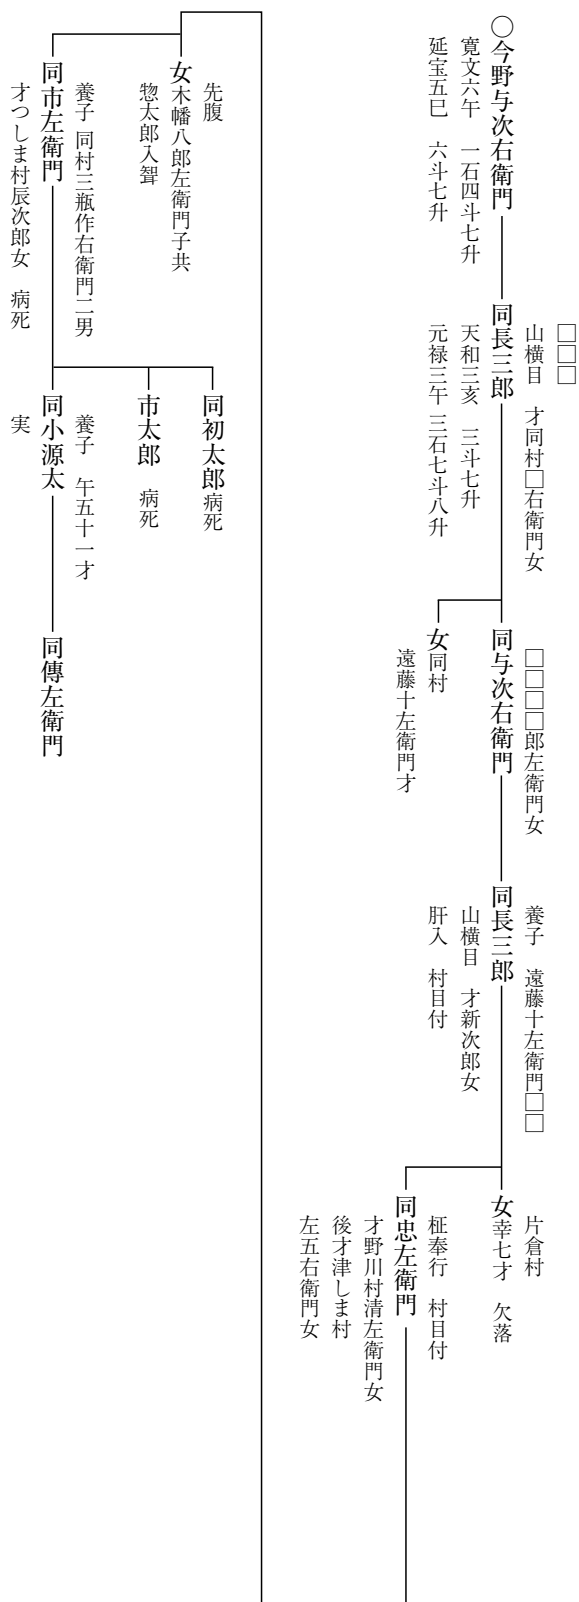 〇今野与次右衛門
寛文六午　一石四斗七升
延宝五巳　六斗七升
□□□
山横目　才同村□右衛門女
同長三郎
天和三亥　三斗七升
元禄三午　三石七斗八升
□□□□郎左衛門女
同与次右衛門
女同村
遠藤十左衛門才
養子　遠藤十左衛門□□
同長三郎
山横目　才新次郎女
肝入　村目付
片倉村
女幸七才　欠落
柾奉行　村目付
同忠左衛門
才野川村清左衛門女
後才津しま村
左五右衛門女
先腹
女木幡八郎左衛門子共
惣太郎入聟
養子　同村三瓶作右衛門二男
同市左衛門
才つしま村辰次郎女　病死
同初太郎病死
市太郎　病死
養子　午五十一才
同小源太
実
同傳左衛門